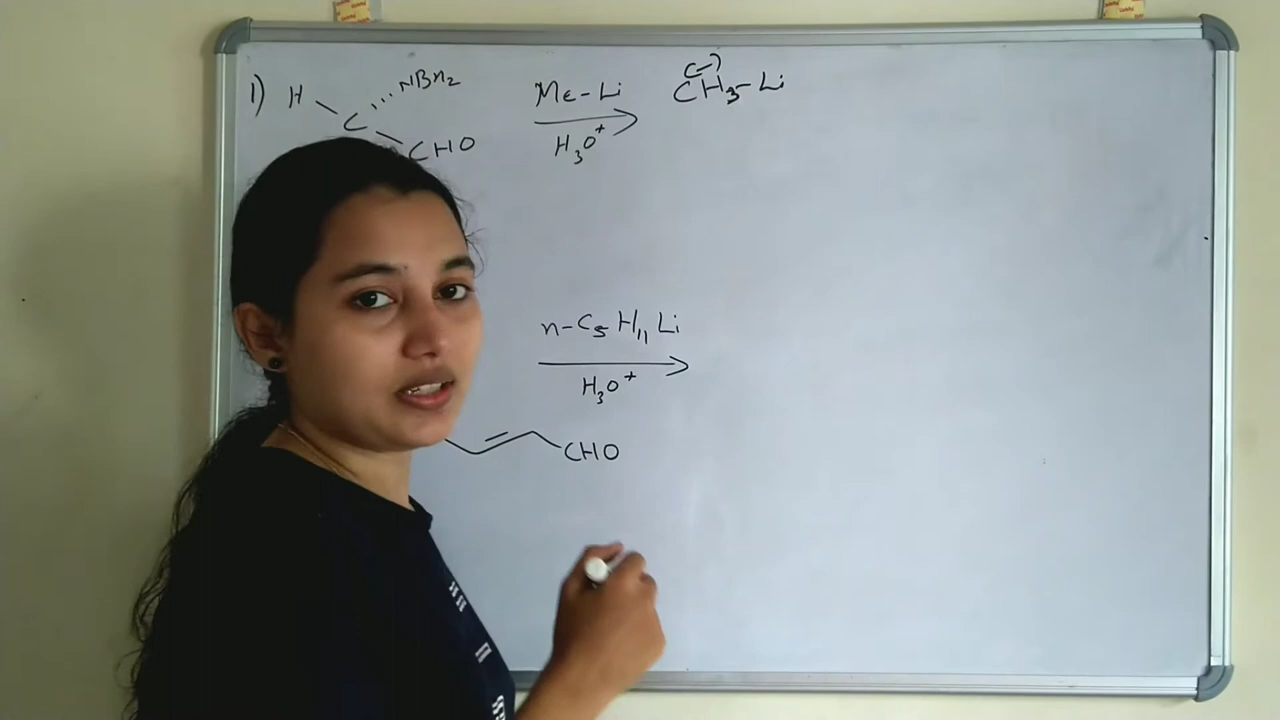 1) H NBn₂ Me-Li (-) CH₃-Li
C CHO H₃O⁺
n-C₅H₁₁Li
H₃O⁺
CHO